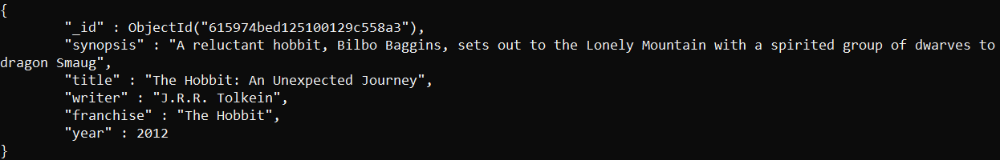 {
"_id" : ObjectId("615974bed125100129c558a3"),
"synopsis" : "A reluctant hobbit, Bilbo Baggins, sets out to the Lonely Mountain with a spirited group of dwarves to
dragon Smaug",
"title" : "The Hobbit: An Unexpected Journey",
"writer" : "J.R.R. Tolkein",
"franchise" : "The Hobbit",
"year" : 2012
}